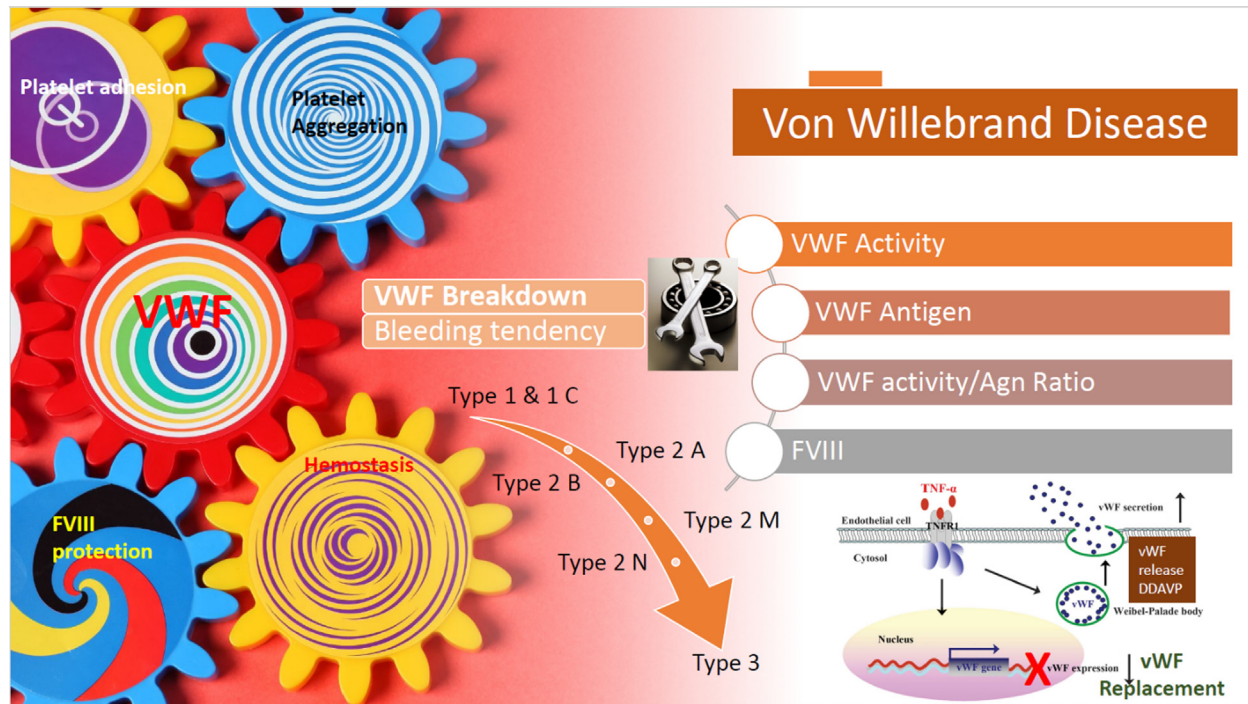 Platelet adhesion
Platelet
Aggregation
VWF
FVIII
protection
Hemostasis
VWF Breakdown
Bleeding tendency
Type 1 & 1 C
Type 2 A
Type 2 B
Type 2 M
Type 2 N
Type 3
Von Willebrand Disease
VWF Activity
VWF Antigen
VWF activity/Agn Ratio
FVIII
TNF-α
TNFR1
Endothelial cell
Cytosol
vWF secretion
vWF
release
DDAVP
vWF
Weibel-Palade body
Nucleus
vWF gene
X
vWF expression
vWF
Replacement